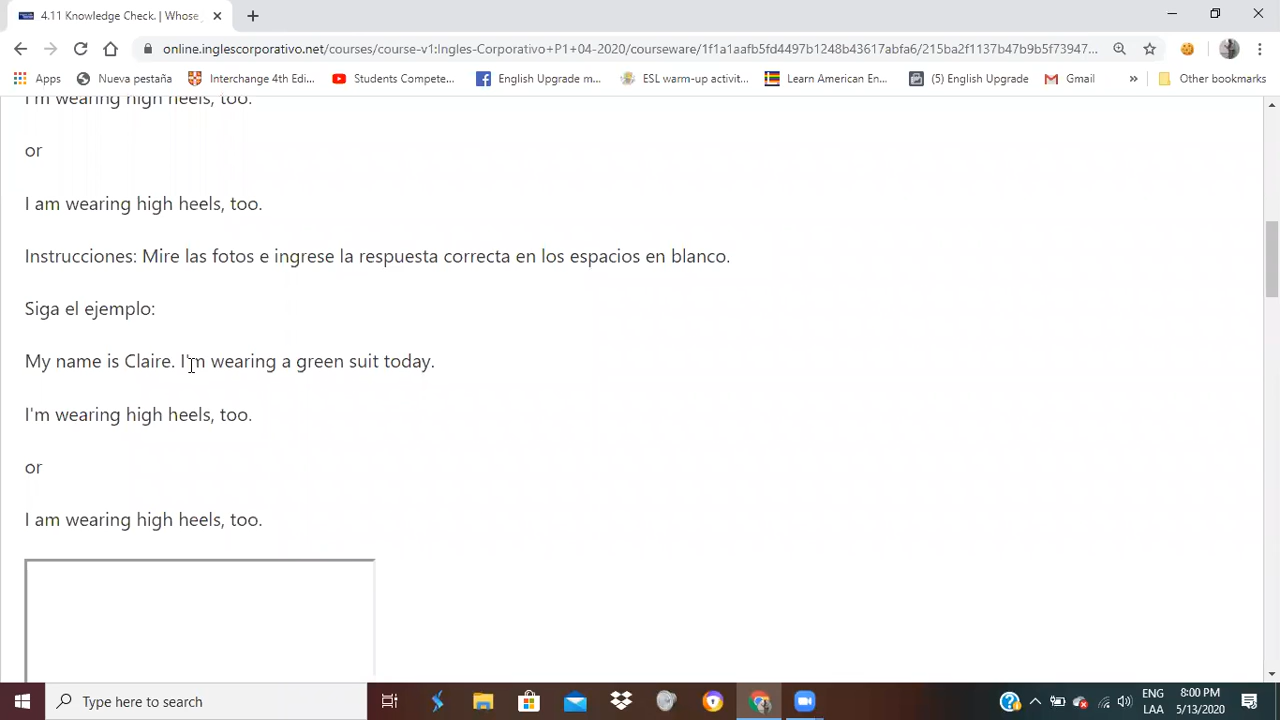 4.11 Knowledge Check. | Whose
online.inglescorporativo.net/courses/course-v1:Ingles-Corporativo+P1+04-2020/courseware/1f1a1aafb5fd4497b1248b43617abfa6/215ba2f1137b47b9b5f73947...
Apps Nueva pestaña Interchange 4th Edi... Students Compete... English Upgrade m... ESL warm-up activit... Learn American En... (5) English Upgrade Gmail » Other bookmarks
I'm wearing high heels, too.
or
I am wearing high heels, too.
Instrucciones: Mire las fotos e ingrese la respuesta correcta en los espacios en blanco.
Siga el ejemplo:
My name is Claire. I'm wearing a green suit today.
I'm wearing high heels, too.
or
I am wearing high heels, too.
Type here to search
ENG 8:00 PM
LAA 5/13/2020